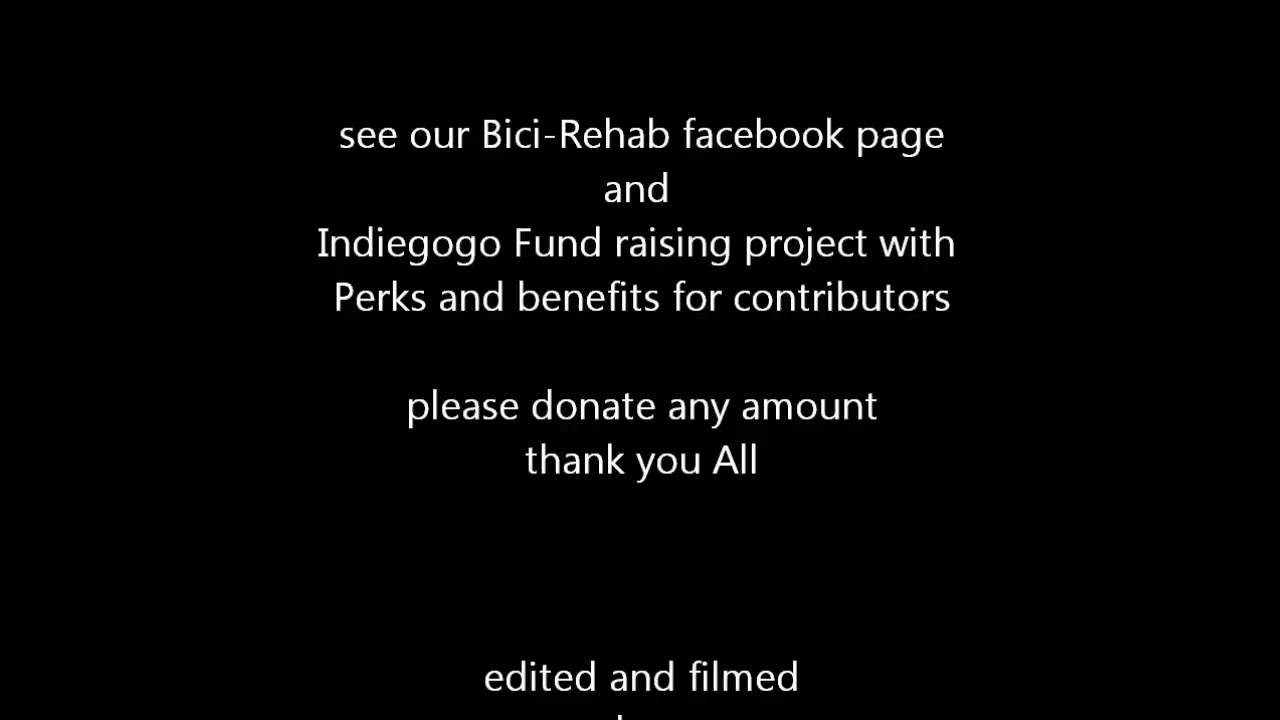 see our Bici-Rehab facebook page
and
Indiegogo Fund raising project with
Perks and benefits for contributors
please donate any amount
thank you All
edited and filmed